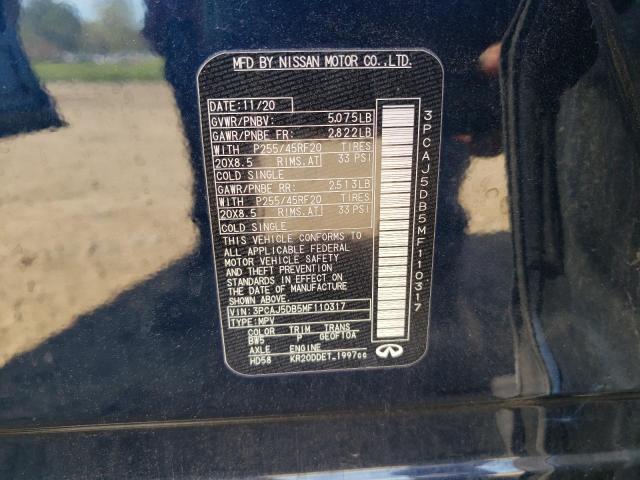 MFD BY NISSAN MOTOR CO.,LTD.
DATE:11/20
GVWR/PNBV: 5.075LB
GAWR/PNBE FR: 2.822LB
WITH P255/45RF20 TIRES
20X8.5 RIMS.AT 33 PSI
COLD SINGLE
GAWR/PNBE RR: 2.513LB
WITH P255/45RF20 TIRES
20X8.5 RIMS.AT 33 PSI
COLD SINGLE
THIS VEHICLE CONFORMS TO
ALL APPLICABLE FEDERAL
MOTOR VEHICLE SAFETY
AND THEFT PREVENTION
STANDARDS IN EFFECT ON
THE DATE OF MANUFACTURE
SHOWN ABOVE
VIN: 3PCAJ5DB5MF110317
TYPE: MPV
COLOR TRIM TRANS
BW5 P GE0F10A
AXLE ENGINE
HD58 KR20DDET 1997cc
3PCAJ5DB5MF110317